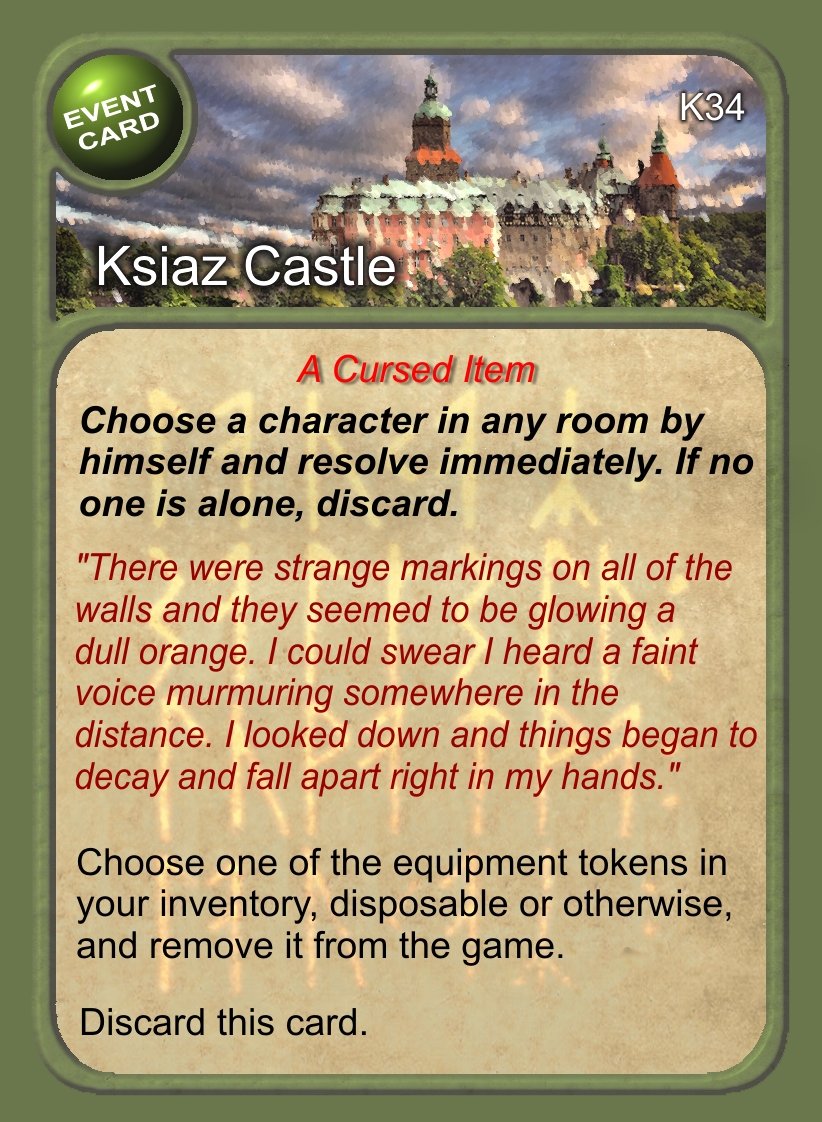 EVENT
CARD
K34
Ksiaz Castle
A Cursed Item
Choose a character in any room by
himself and resolve immediately. If no
one is alone, discard.
"There were strange markings on all of the
walls and they seemed to be glowing a
dull orange. I could swear I heard a faint
voice murmuring somewhere in the
distance. I looked down and things began to
decay and fall apart right in my hands."
Choose one of the equipment tokens in
your inventory, disposable or otherwise,
and remove it from the game.
Discard this card.